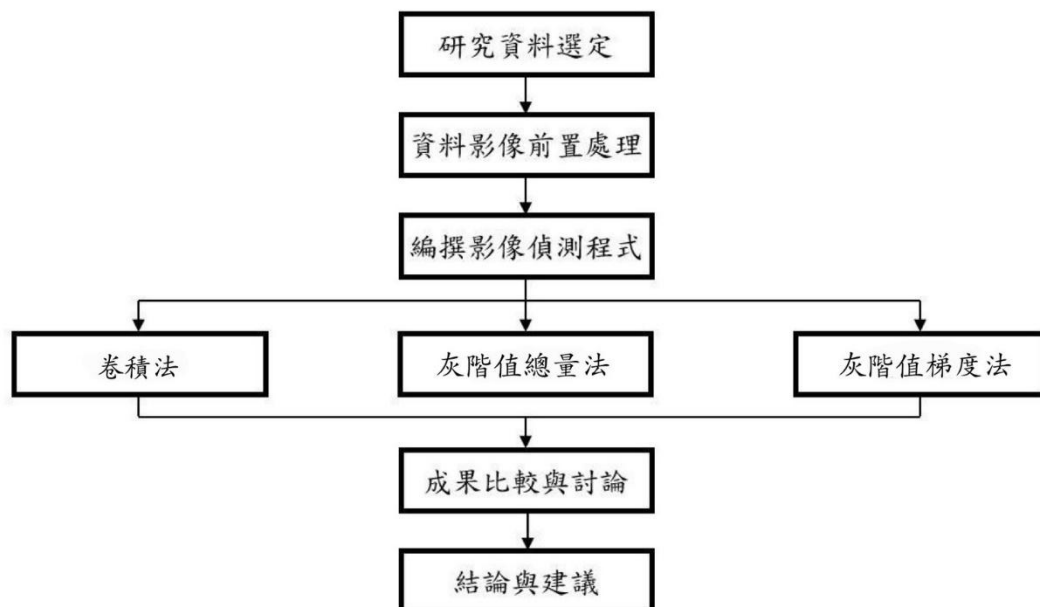 研究資料選定
資料影像前置處理
編撰影像偵測程式
卷積法
灰階值總量法
灰階值梯度法
成果比較與討論
結論與建議